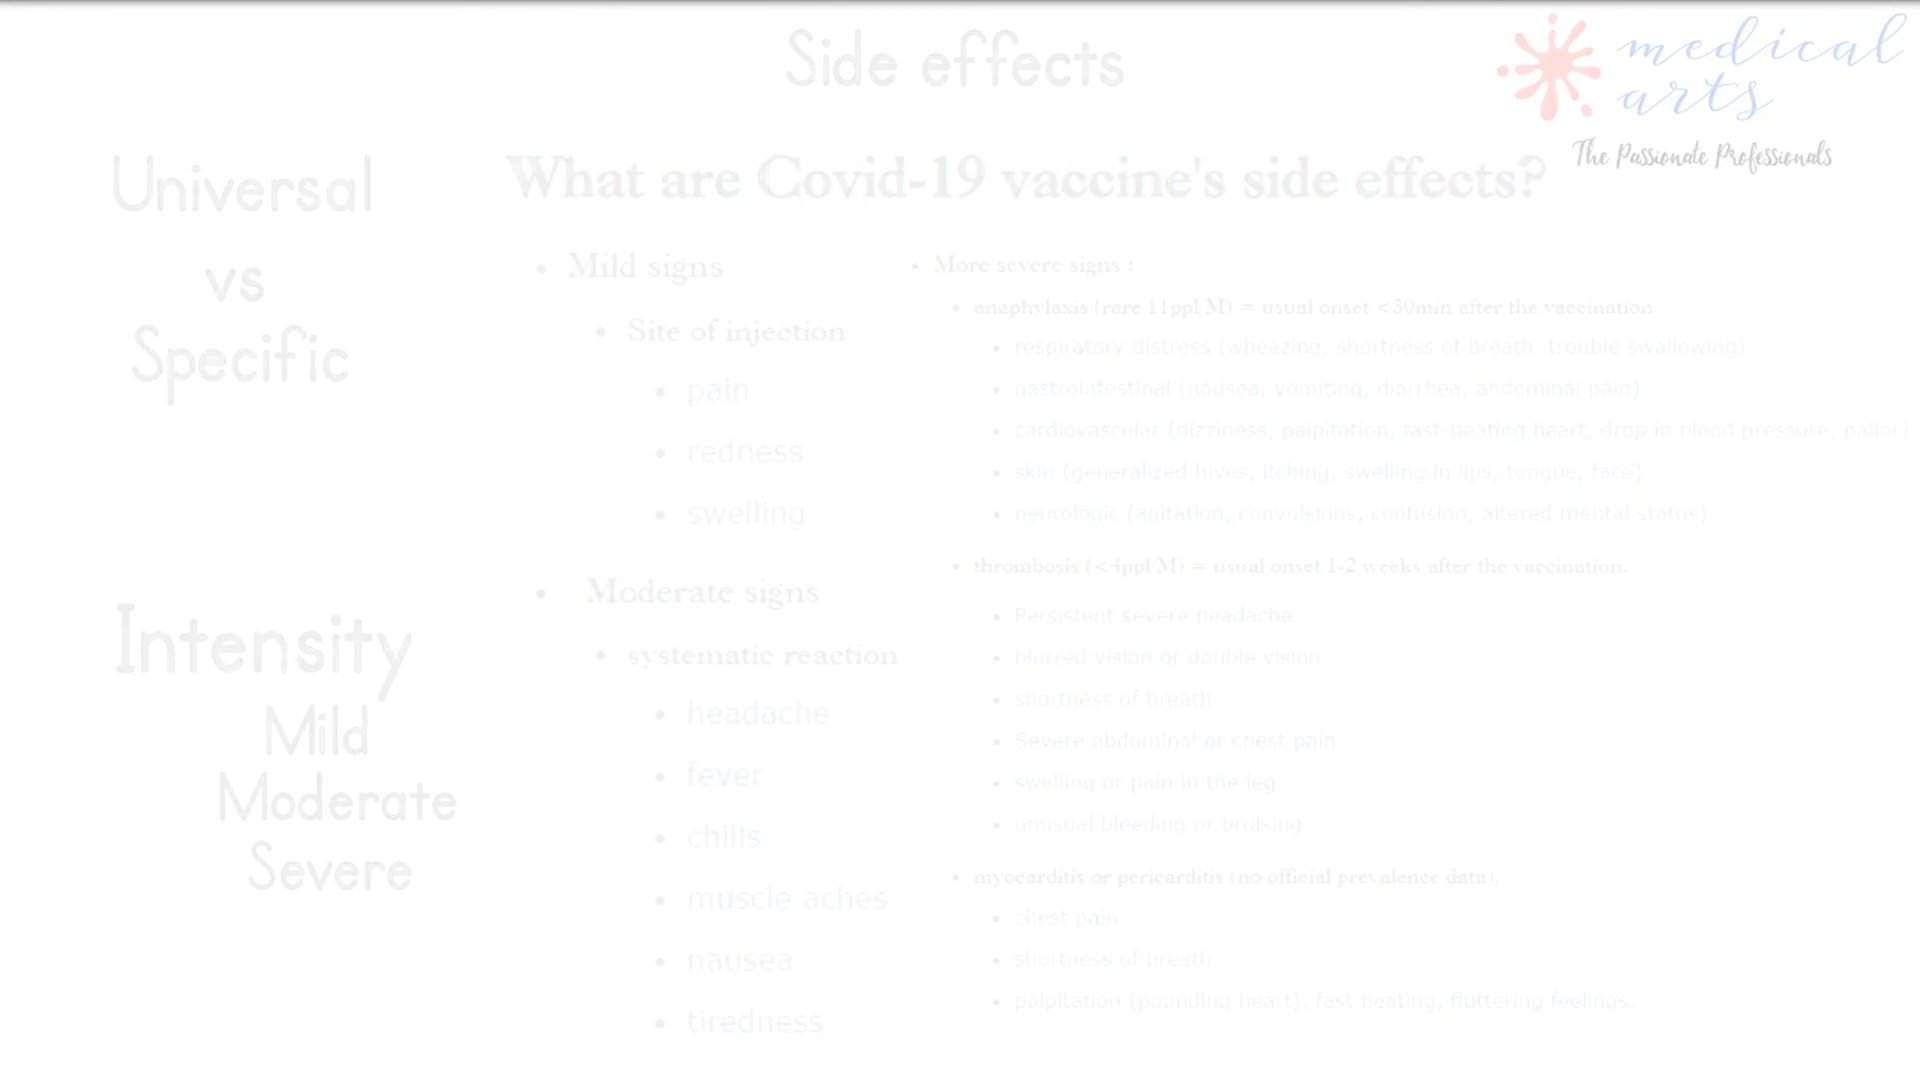 Side effects
medical
arts
The Passionate Professionals
Universal
vs
Specific
Intensity
Mild
Moderate
Severe
What are Covid-19 vaccine's side effects?
• Mild signs
• Site of injection
• pain
• redness
• swelling
• Moderate signs
• systematic reaction
• headache
• fever
• chills
• muscle aches
• nausea
• tiredness
• More severe signs :
• anaphylaxis (rare 11ppl/M) = usual onset <30min after the vaccination
• respiratory distress (wheezing, shortness of breath, trouble swallowing)
• gastrointestinal (nausea, vomiting, diarrhea, abdominal pain)
• cardiovascular (dizziness, palpitation, fast-beating heart, drop in blood pressure, pallor)
• skin (generalized hives, itching, swelling in lips, tongue, face)
• neurologic (agitation, convulsions, confusion, altered mental status)
• thrombosis (<4ppl/M) = usual onset 1-2 weeks after the vaccination.
• Persistent severe headache
• blurred vision or double vision
• shortness of breath
• Severe abdominal or chest pain
• swelling or pain in the leg
• unusual bleeding or bruising
• myocarditis or pericarditis (no official prevalence data).
• chest pain
• shortness of breath
• palpitation (pounding heart), fast beating, fluttering feelings.